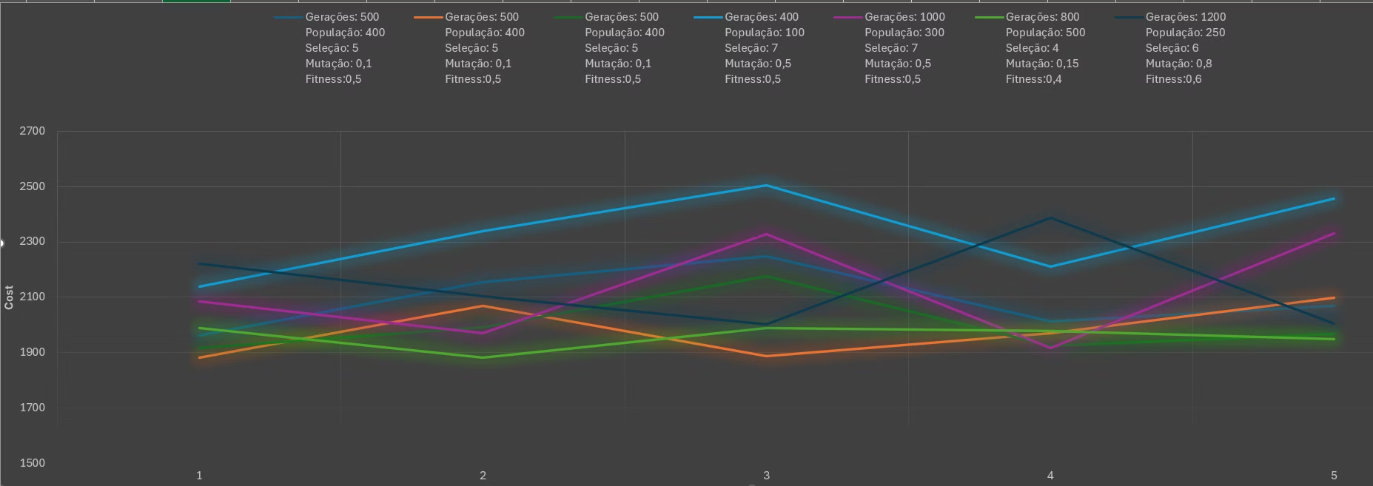 Gerações: 500 Gerações: 500 Gerações: 500 Gerações: 400 Gerações: 1000 Gerações: 800 Gerações: 1200
População: 400 População: 400 População: 400 População: 100 População: 300 População: 500 População: 250
Seleção: 5 Seleção: 5 Seleção: 5 Seleção: 7 Seleção: 7 Seleção: 4 Seleção: 6
Mutação: 0,1 Mutação: 0,1 Mutação: 0,1 Mutação: 0,5 Mutação: 0,5 Mutação: 0,15 Mutação: 0,8
Fitness:0,5 Fitness:0,5 Fitness:0,5 Fitness:0,5 Fitness:0,5 Fitness:0,4 Fitness:0,6
2700
2500
2300
2100
1900
1700
1500
Cost
1 2 3 4 5